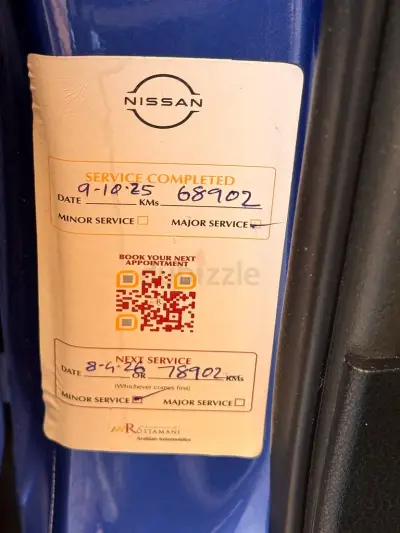 NISSAN
SERVICE COMPLETED
DATE 9-10-25 KMs 68902
MINOR SERVICE MAJOR SERVICE
BOOK YOUR NEXT
APPOINTMENT
dubizzle
NEXT SERVICE
DATE 8-4-26 OR 78902 KMs
(Whichever comes first)
MINOR SERVICE MAJOR SERVICE
ROSTAMANI
Arabian Automobiles